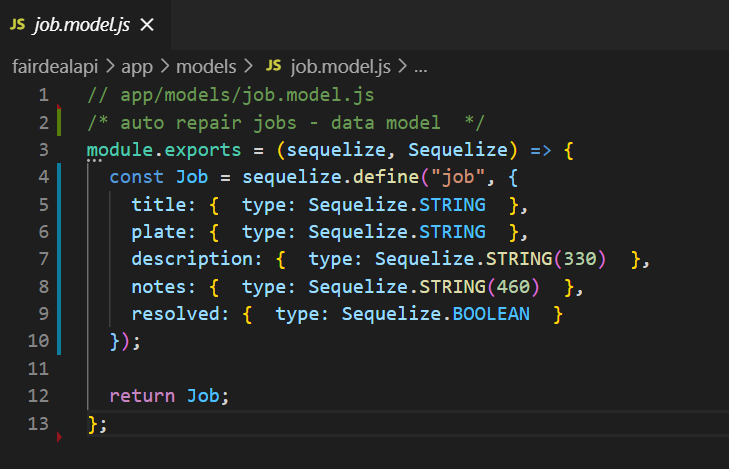 JS job.model.js ×
fairdealapi > app > models > JS job.model.js > ...
1 // app/models/job.model.js
2 /* auto repair jobs - data model  */
3 module.exports = (sequelize, Sequelize) => {
4   const Job = sequelize.define("job", {
5     title: {  type: Sequelize.STRING  },
6     plate: {  type: Sequelize.STRING  },
7     description: {  type: Sequelize.STRING(330)  },
8     notes: {  type: Sequelize.STRING(460)  },
9     resolved: {  type: Sequelize.BOOLEAN  }
10   });
11
12   return Job;
13 };